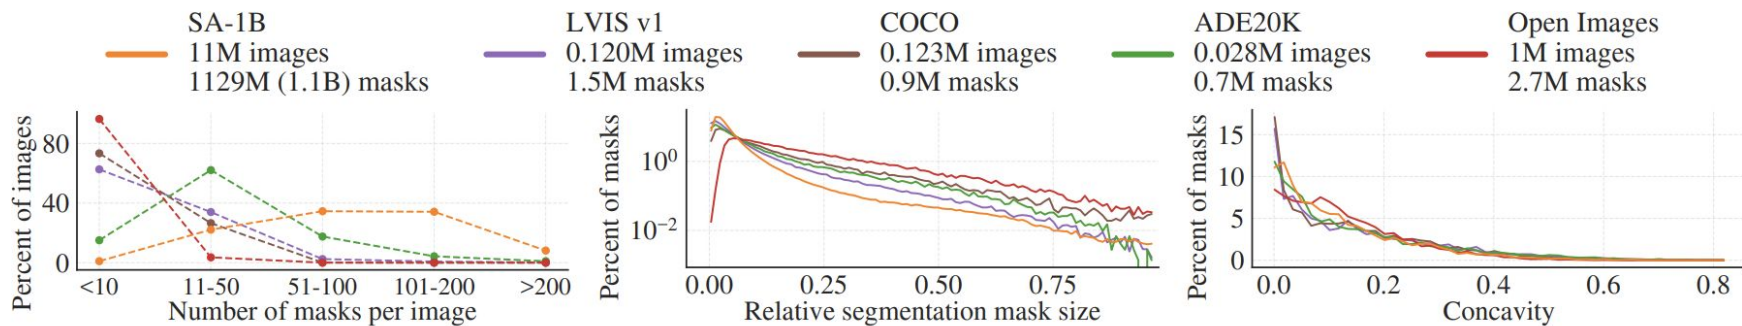 SA-1B
11M images
1129M (1.1B) masks
LVIS v1
0.120M images
1.5M masks
COCO
0.123M images
0.9M masks
ADE20K
0.028M images
0.7M masks
Open Images
1M images
2.7M masks
Percent of images
80
40
0
<10 11-50 51-100 101-200 >200
Number of masks per image
Percent of masks
10⁰
10⁻²
0.00 0.25 0.50 0.75
Relative segmentation mask size
Percent of masks
15
10
5
0
0.0 0.2 0.4 0.6 0.8
Concavity